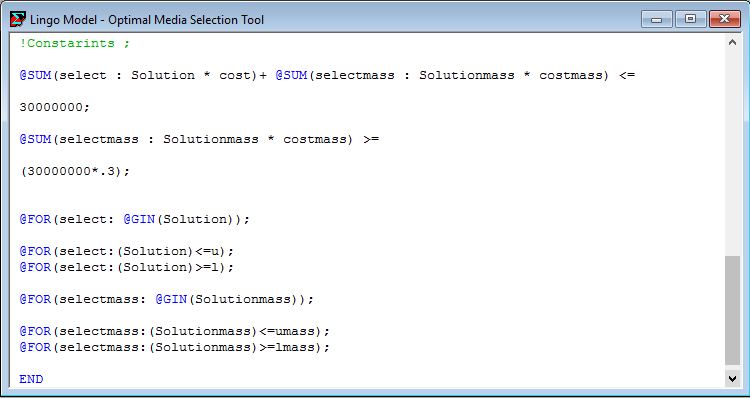 Lingo Model - Optimal Media Selection Tool
!Constarints ;
@SUM(select : Solution * cost)+ @SUM(selectmass : Solutionmass * costmass) <=
30000000;
@SUM(selectmass : Solutionmass * costmass) >=
(30000000*.3);
@FOR(select: @GIN(Solution));
@FOR(select:(Solution)<=u);
@FOR(select:(Solution)>=l);
@FOR(selectmass: @GIN(Solutionmass));
@FOR(selectmass:(Solutionmass)<=umass);
@FOR(selectmass:(Solutionmass)>=lmass);
END